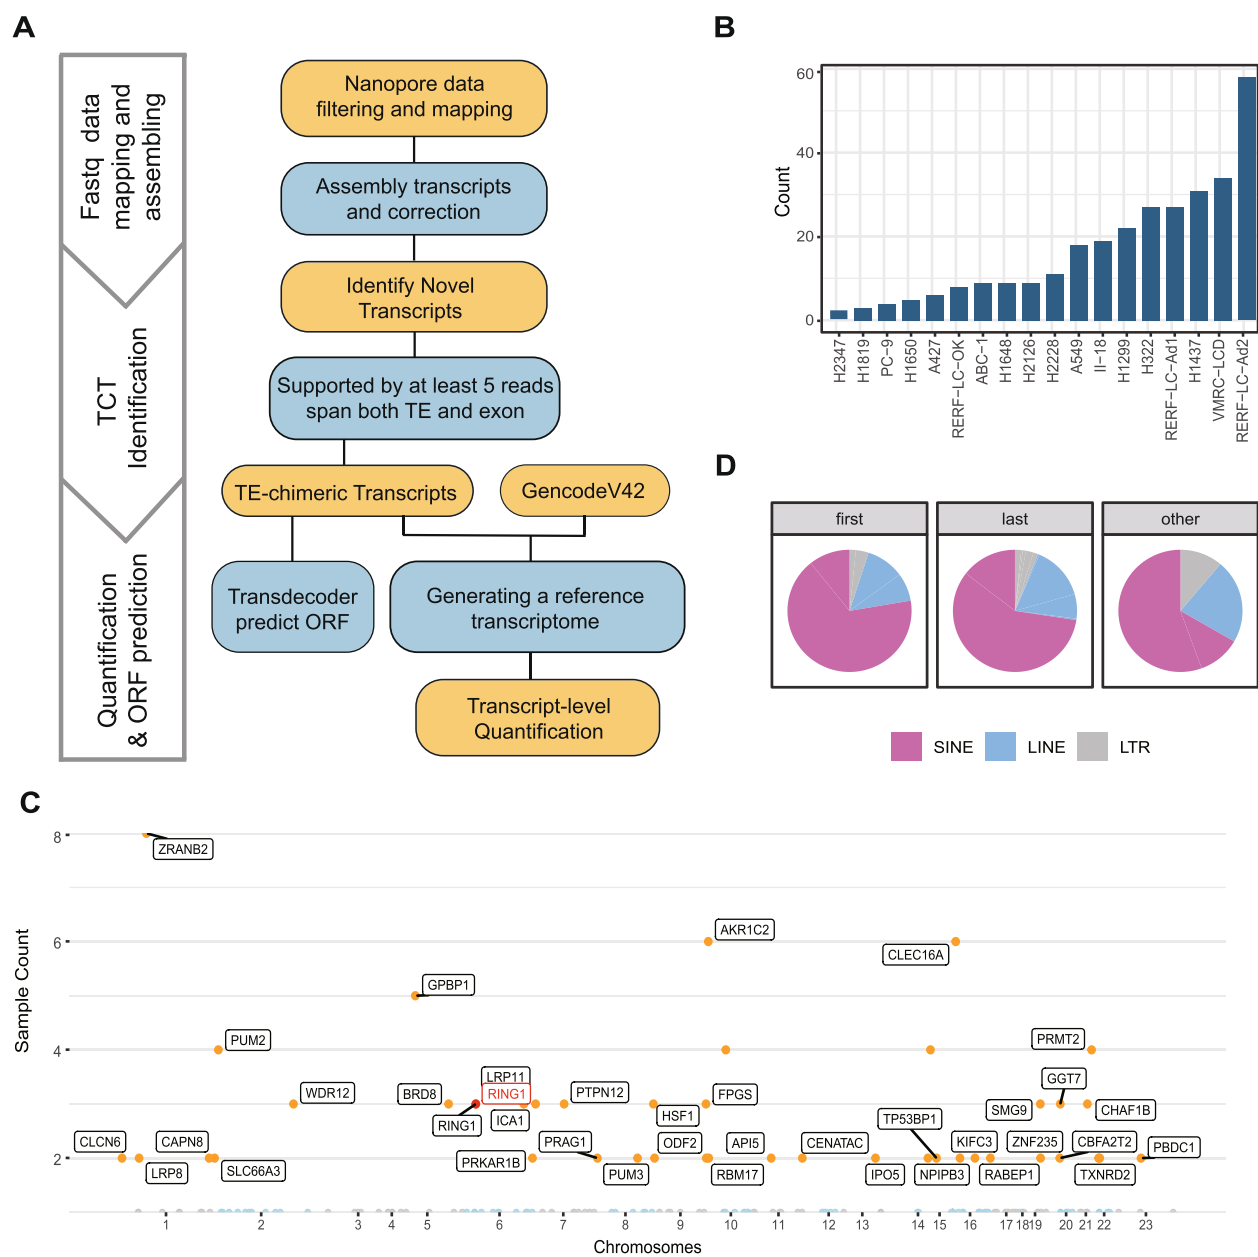 A
Fastq data
mapping and
assembling
TCT
Identification
Quantification
& ORF prediction
Nanopore data
filtering and mapping
Assembly transcripts
and correction
Identify Novel
Transcripts
Supported by at least 5 reads
span both TE and exon
TE-chimeric Transcripts
GencodeV42
Transdecoder
predict ORF
Generating a reference
transcriptome
Transcript-level
Quantification
B
Count
60
40
20
0
H2347
H1819
PC−9
H1650
A427
RERF−LC−OK
ABC−1
H1648
H2126
H2228
A549
II−18
H1299
H322
RERF−LC−Ad1
H1437
VMRC−LCD
RERF−LC−Ad2
D
first
last
other
SINE
LINE
LTR
C
Sample Count
8
6
4
2
ZRANB2
AKR1C2
CLEC16A
GPBP1
PUM2
PRMT2
LRP11
GGT7
WDR12
BRD8
RING1
PTPN12
FPGS
SMG9
CHAF1B
RING1
ICA1
HSF1
TP53BP1
CLCN6
CAPN8
PRAG1
ODF2
API5
CENATAC
KIFC3
ZNF235
CBFA2T2
PBDC1
LRP8
SLC66A3
PRKAR1B
PUM3
RBM17
IPO5
NPIPB3
RABEP1
TXNRD2
1
2
3
4
5
6
7
8
9
10
11
12
13
14
15
16
17
18
19
20
21
22
23
Chromosomes